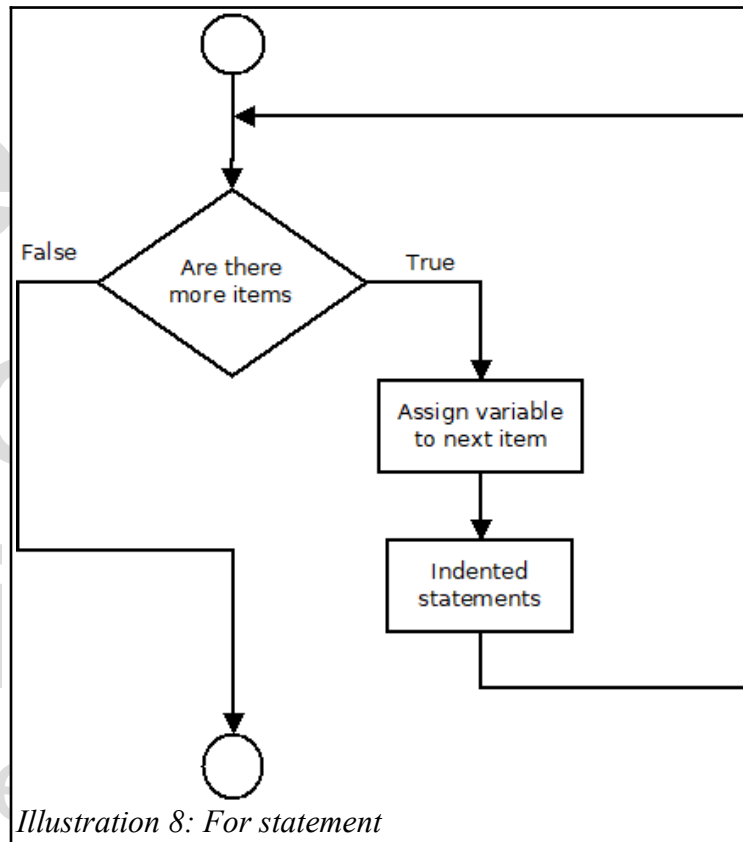 False
Are there
more items
True
Assign variable
to next item
Indented
statements
Illustration 8: For statement